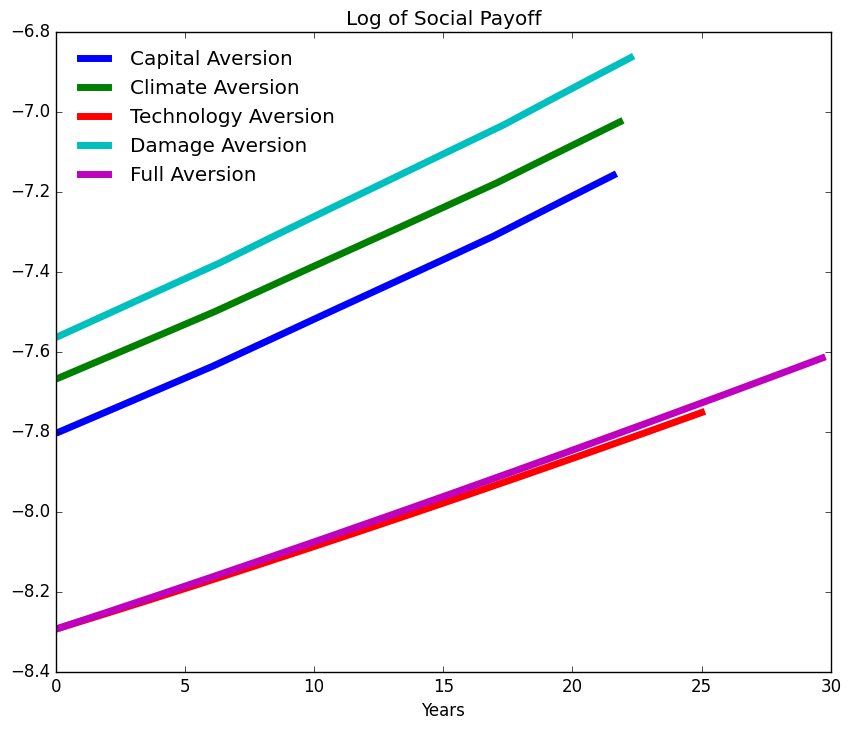 Log of Social Payoff
−6.8
−7.0
−7.2
−7.4
−7.6
−7.8
−8.0
−8.2
−8.4
Capital Aversion
Climate Aversion
Technology Aversion
Damage Aversion
Full Aversion
0
5
10
15
20
25
30
Years